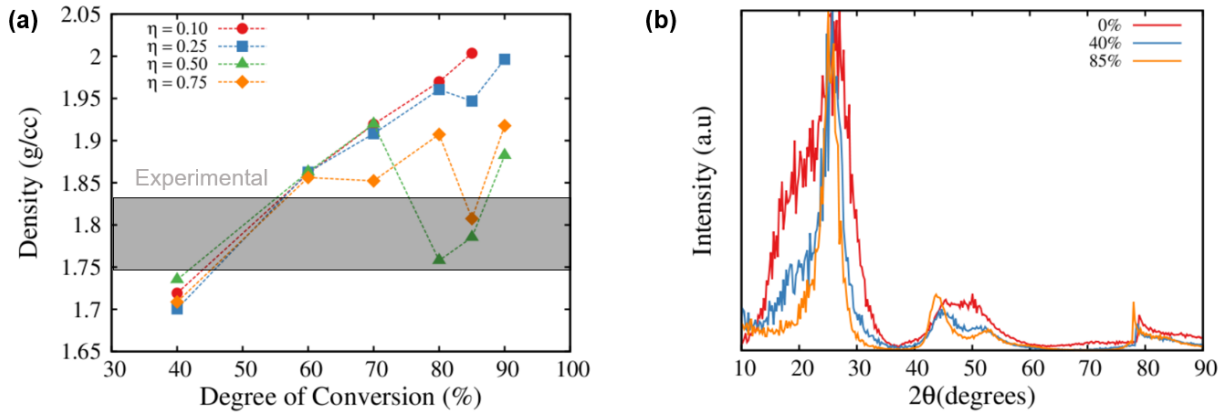 (a)
η = 0.10
η = 0.25
η = 0.50
η = 0.75
Experimental
2.05
2
1.95
1.9
1.85
1.8
1.75
1.7
1.65
Density (g/cc)
30 40 50 60 70 80 90 100
Degree of Conversion (%)
(b)
0%
40%
85%
Intensity (a.u)
10 20 30 40 50 60 70 80 90
2θ(degrees)